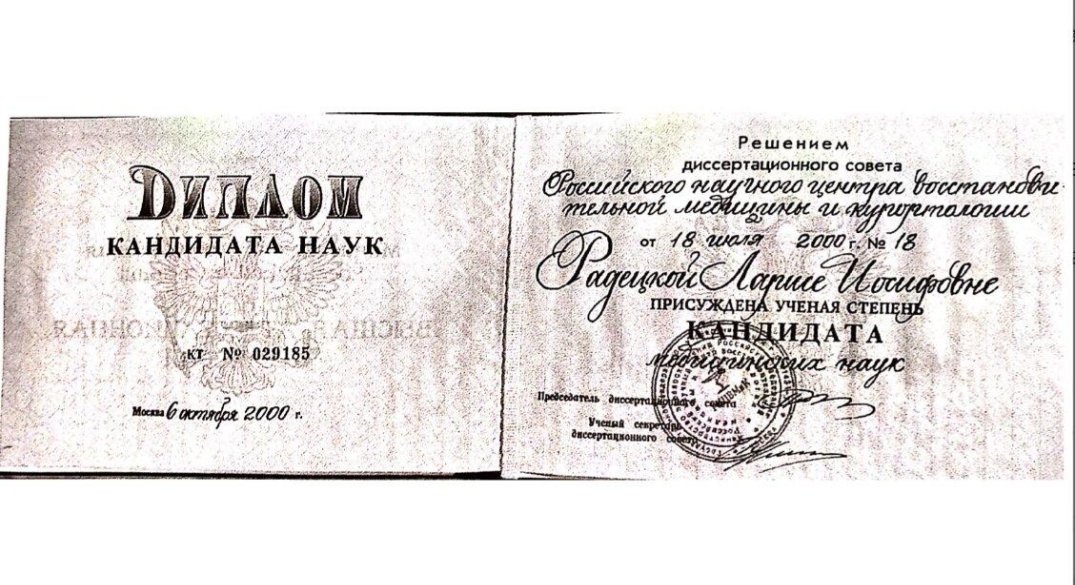 ДИПЛОМ
КАНДИДАТА НАУК
КТ № 029185
Москва 6 октября 2000 г.
Решением
диссертационного совета
Российского научного центра восстанови-
тельной медицины и курортологии
от 18 июля 2000 г. № 18
Радецкой Ларисе Иосифовне
ПРИСУЖДЕНА УЧЕНАЯ СТЕПЕНЬ
КАНДИДАТА
медицинских наук
Председатель диссертационного совета
Ученый секретарь
диссертационного совета